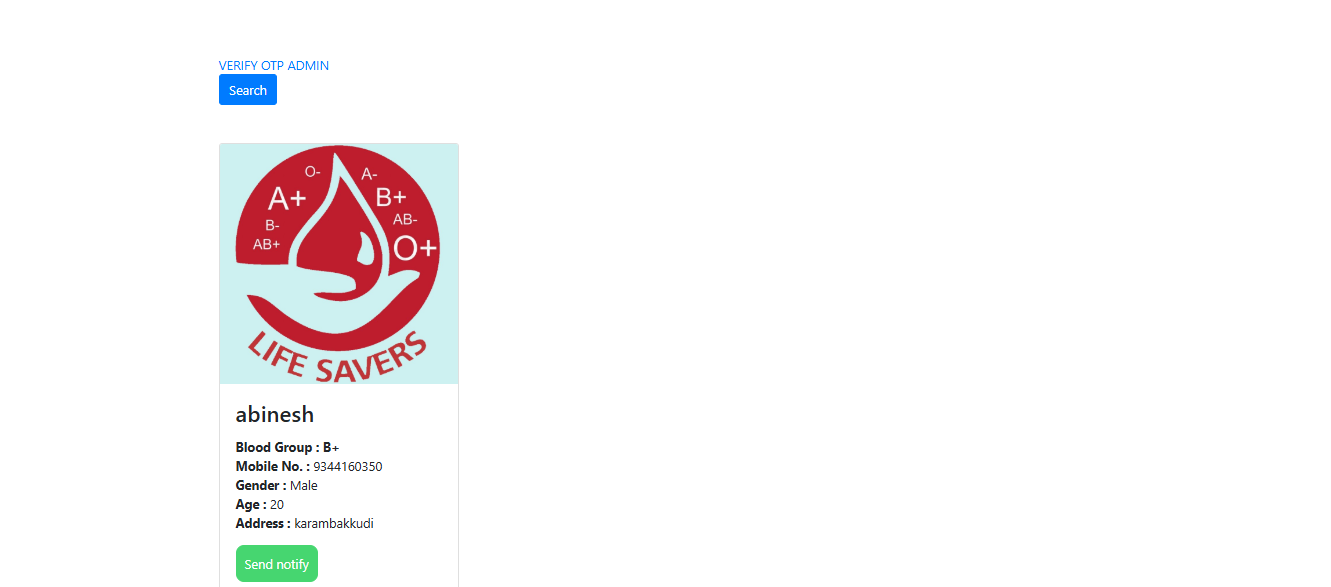 VERIFY OTP ADMIN
Search
O-
A-
A+
B+
B-
AB-
AB+
O+
LIFE SAVERS
abinesh
Blood Group : B+
Mobile No. : 9344160350
Gender : Male
Age : 20
Address : karambakkudi
Send notify